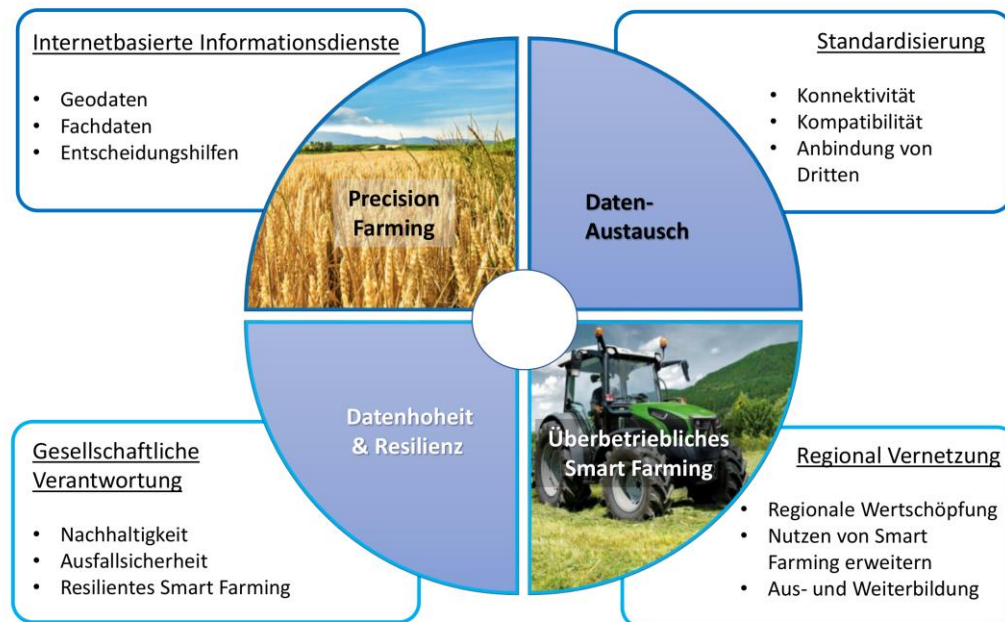 Internetbasierte Informationsdienste
• Geodaten
• Fachdaten
• Entscheidungshilfen
Standardisierung
• Konnektivität
• Kompatibilität
• Anbindung von
Dritten
Precision
Farming
Daten-
Austausch
Datenhoheit
& Resilienz
Überbetriebliches
Smart Farming
Gesellschaftliche
Verantwortung
• Nachhaltigkeit
• Ausfallsicherheit
• Resilientes Smart Farming
Regional Vernetzung
• Regionale Wertschöpfung
• Nutzen von Smart
Farming erweitern
• Aus- und Weiterbildung